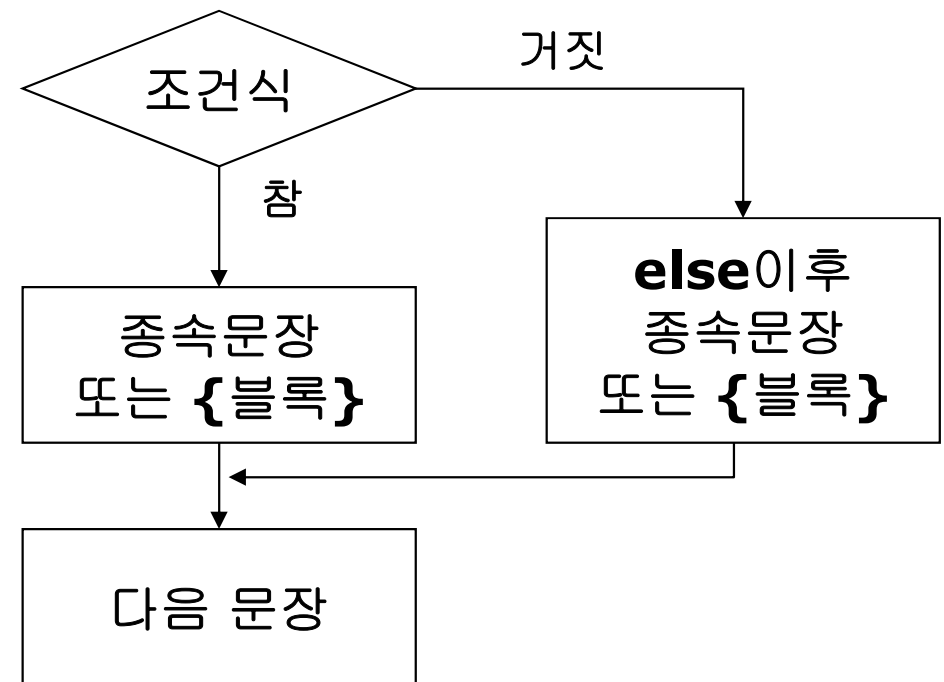 조건식
거짓
참
종속문장
또는 {블록}
else이후
종속문장
또는 {블록}
다음 문장